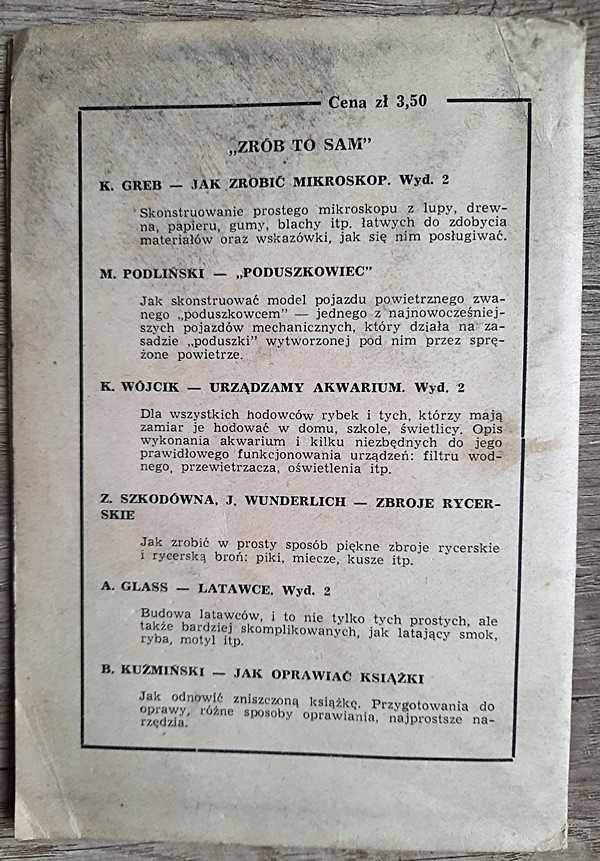 Cena zł 3,50
„ZRÓB TO SAM”
K. GREB — JAK ZROBIĆ MIKROSKOP. Wyd. 2
Skonstruowanie prostego mikroskopu z lupy, drew-
na, papieru, gumy, blachy itp. łatwych do zdobycia
materiałów oraz wskazówki, jak się nim posługiwać.
M. PODLIŃSKI — „PODUSZKOWIEC”
Jak skonstruować model pojazdu powietrznego zwa-
nego „poduszkowcem” — jednego z najnowocześniej-
szych pojazdów mechanicznych, który działa na za-
sadzie „poduszki” wytworzonej pod nim przez sprę-
żone powietrze.
K. WÓJCIK — URZĄDZAMY AKWARIUM. Wyd. 2
Dla wszystkich hodowców rybek i tych, którzy mają
zamiar je hodować w domu, szkole, świetlicy. Opis
wykonania akwarium i kilku niezbędnych do jego
prawidłowego funkcjonowania urządzeń: filtru wod-
nego, przewietrzacza, oświetlenia itp.
Z. SZKODÓWNA, J. WUNDERLICH — ZBROJE RYCER-
SKIE
Jak zrobić w prosty sposób piękne zbroje rycerskie
i rycerską broń: piki, miecze, kusze itp.
A. GLASS — LATAWCE. Wyd. 2
Budowa latawców, i to nie tylko tych prostych, ale
także bardziej skomplikowanych, jak latający smok,
ryba, motyl itp.
B. KUŹMIŃSKI — JAK OPRAWIAĆ KSIĄŻKI
Jak odnowić zniszczoną książkę. Przygotowania do
oprawy, różne sposoby oprawiania, najprostsze na-
rzędzia.